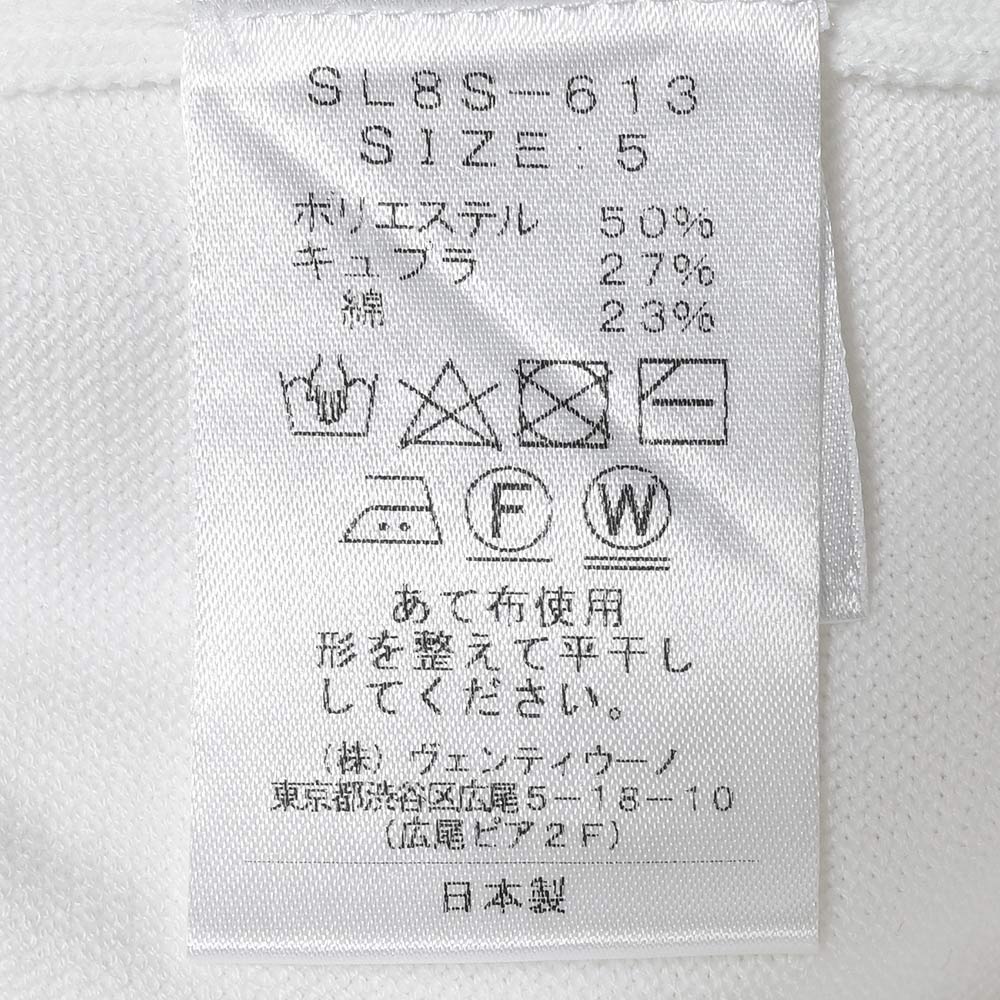 SL8S-613
SIZE:5
ポリエステル 50%
キュプラ 27%
綿 23%
F W
あて布使用
形を整えて平干し
してください。
(株)ヴェンティウーノ
東京都渋谷区広尾5-18-10
(広尾ピア2F)
日本製